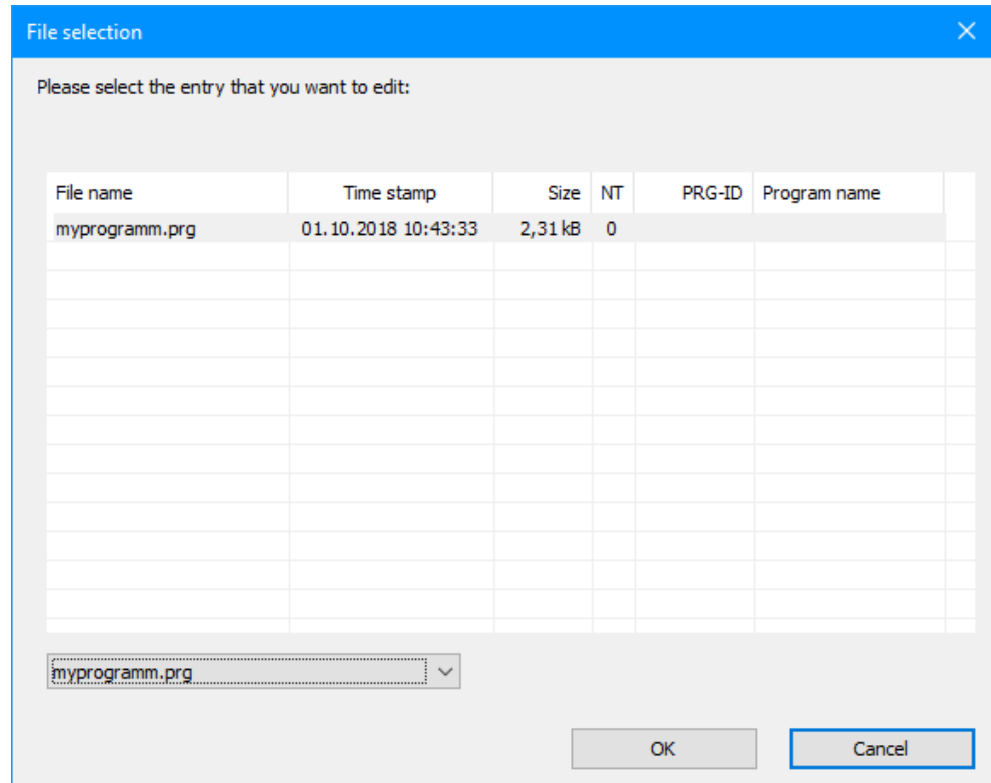 File selection
Please select the entry that you want to edit:
File name Time stamp Size NT PRG-ID Program name
myprogramm.prg 01.10.2018 10:43:33 2,31 kB 0
myprogramm.prg
OK Cancel